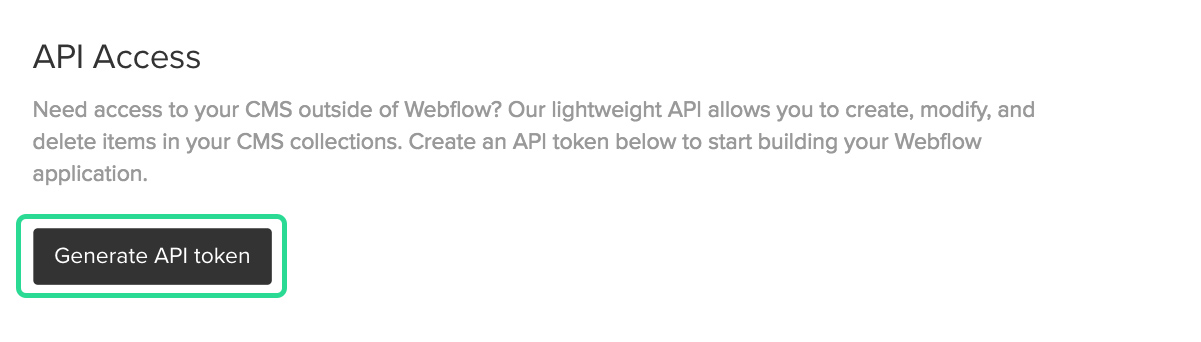 API Access
Need access to your CMS outside of Webflow? Our lightweight API allows you to create, modify, and
delete items in your CMS collections. Create an API token below to start building your Webflow
application.
Generate API token